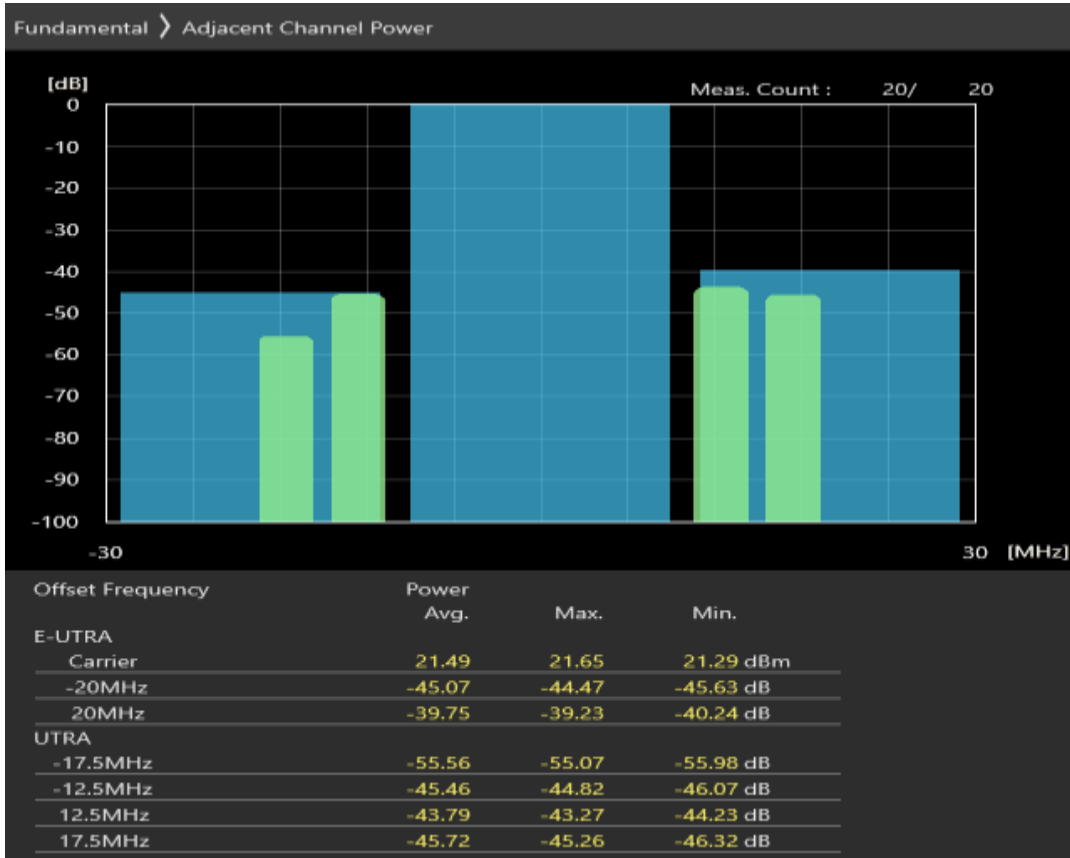 Fundamental 〉 Adjacent Channel Power
[dB]
Meas. Count : 20/ 20
0
-10
-20
-30
-40
-50
-60
-70
-80
-90
-100
-30 30 [MHz]
Offset Frequency Power
Avg. Max. Min.
E-UTRA
Carrier 21.49 21.65 21.29 dBm
-20MHz -45.07 -44.47 -45.63 dB
20MHz -39.75 -39.23 -40.24 dB
UTRA
-17.5MHz -55.56 -55.07 -55.98 dB
-12.5MHz -45.46 -44.82 -46.07 dB
12.5MHz -43.79 -43.27 -44.23 dB
17.5MHz -45.72 -45.26 -46.32 dB